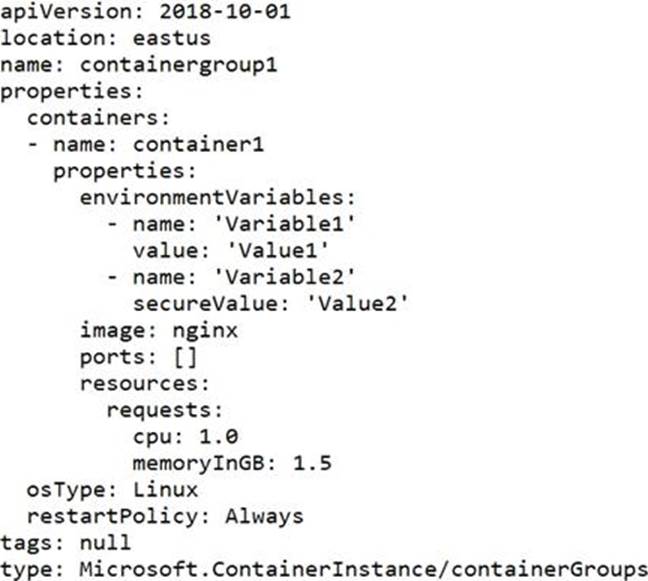 apiVersion: 2018-10-01
location: eastus
name: containergroup1
properties:
  containers:
  - name: container1
    properties:
      environmentVariables:
        - name: 'Variable1'
          value: 'Value1'
        - name: 'Variable2'
          secureValue: 'Value2'
      image: nginx
      ports: []
      resources:
        requests:
          cpu: 1.0
          memoryInGB: 1.5
  osType: Linux
  restartPolicy: Always
tags: null
type: Microsoft.ContainerInstance/containerGroups